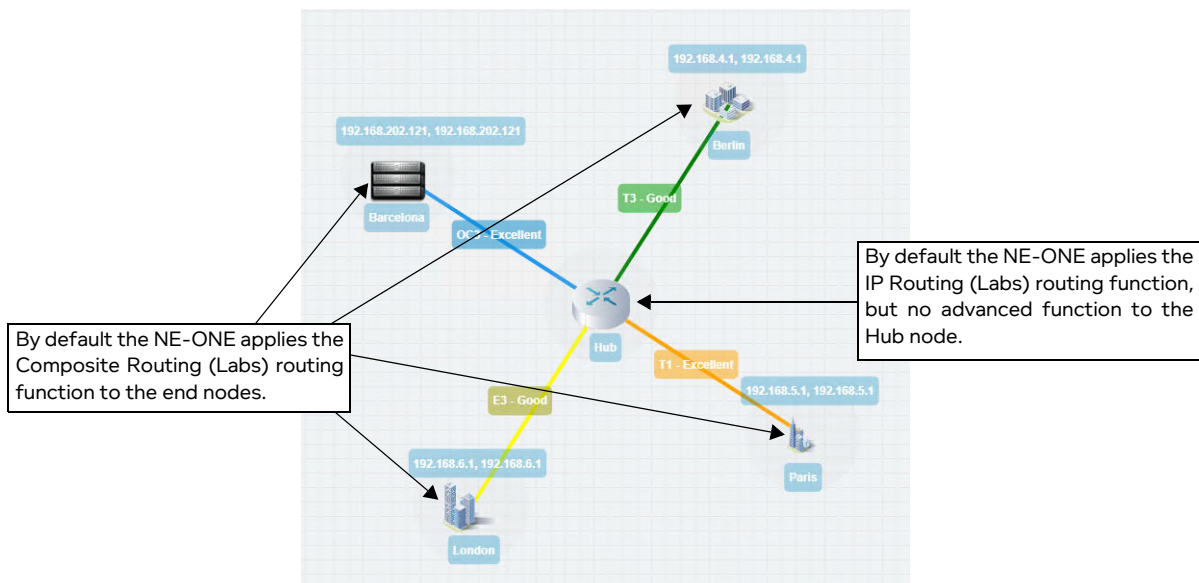 192.168.4.1, 192.168.4.1
Berlin
192.168.202.121, 192.168.202.121
Barcelona
T3 - Good
OC3 - Excellent
By default the NE-ONE applies the
IP Routing (Labs) routing function,
but no advanced function to the
Hub node.
Hub
By default the NE-ONE applies the
Composite Routing (Labs) routing
function to the end nodes.
T1 - Excellent
192.168.5.1, 192.168.5.1
E3 - Good
Paris
192.168.6.1, 192.168.6.1
London